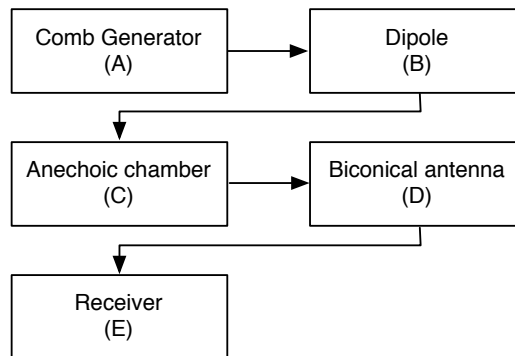 Comb Generator
(A)
Dipole
(B)
Anechoic chamber
(C)
Biconical antenna
(D)
Receiver
(E)